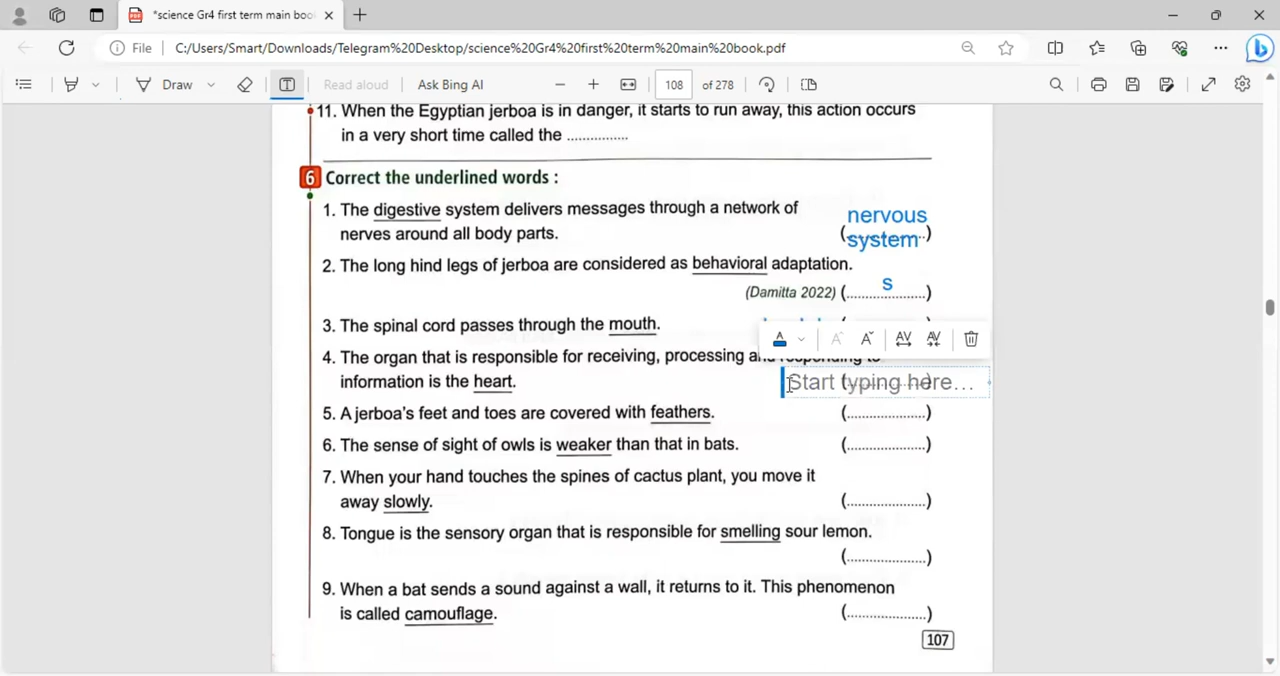 *science Gr4 first term main boo
File
C:/Users/Smart/Downloads/Telegram%20Desktop/science%20Gr4%20first%20term%20main%20book.pdf
Draw
Read aloud
Ask Bing AI
108 of 278
11. When the Egyptian jerboa is in danger, it starts to run away, this action occurs
in a very short time called the ...............
6 Correct the underlined words :
1. The digestive system delivers messages through a network of
nerves around all body parts. (...................)
nervous
system
2. The long hind legs of jerboa are considered as behavioral adaptation.
(Damitta 2022) (...................)
s
3. The spinal cord passes through the mouth.
4. The organ that is responsible for receiving, processing and responding to
information is the heart. (...................)
Start typing here...
5. A jerboa's feet and toes are covered with feathers. (...................)
6. The sense of sight of owls is weaker than that in bats. (...................)
7. When your hand touches the spines of cactus plant, you move it
away slowly. (...................)
8. Tongue is the sensory organ that is responsible for smelling sour lemon.
(...................)
9. When a bat sends a sound against a wall, it returns to it. This phenomenon
is called camouflage. (...................)
107